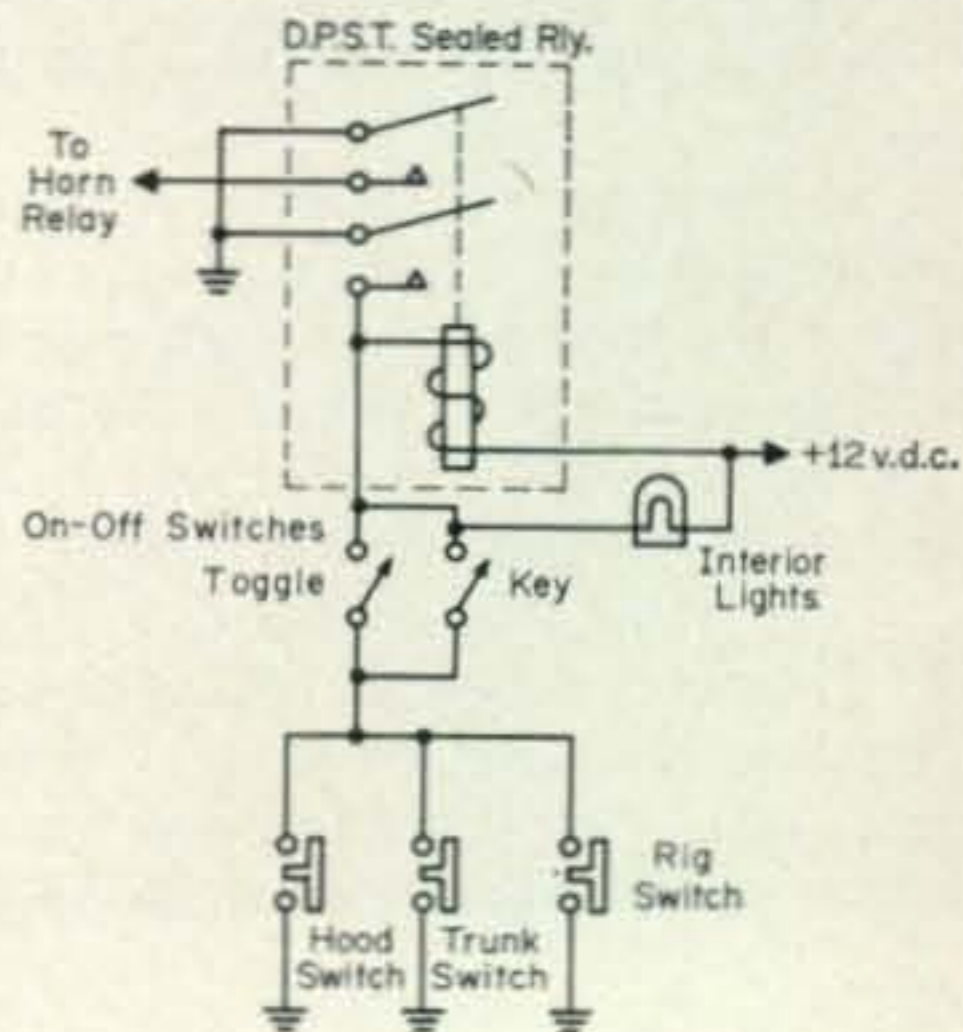 D.P.S.T. Sealed Rly.
To
Horn
Relay
+12 v.d.c.
On-Off Switches
Toggle
Key
Interior
Lights
Hood
Switch
Trunk
Switch
Rig
Switch